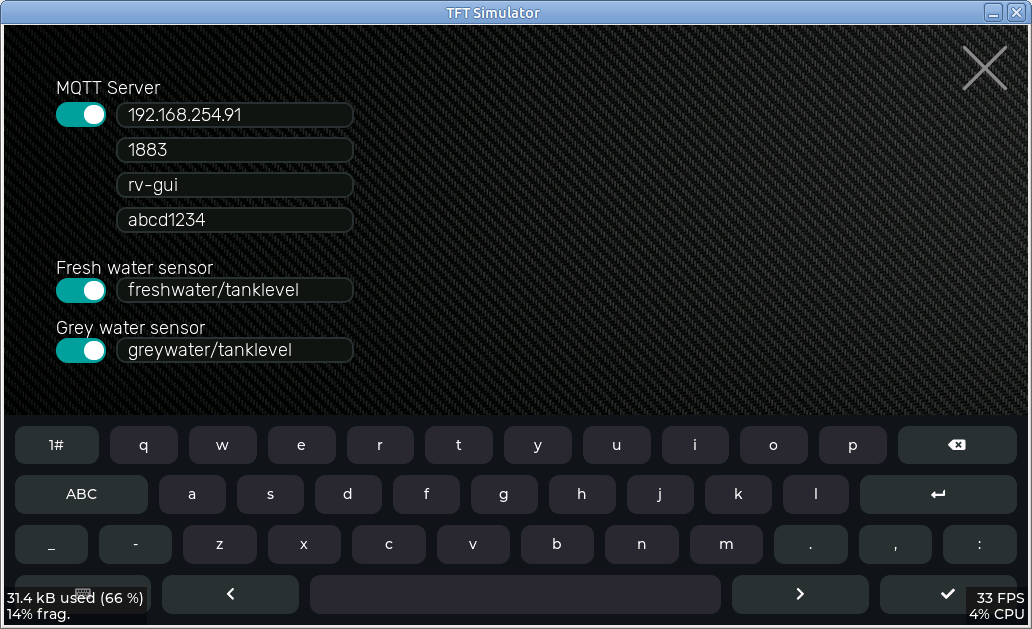 TFT Simulator
MQTT Server
192.168.254.91
1883
rv-gui
abcd1234
Fresh water sensor
freshwater/tanklevel
Grey water sensor
greywater/tanklevel
1# q w e r t y u i o p
ABC a s d f g h j k l
_ - z x c v b n m . , :
31.4 kB used (66 %)
14% frag.
33 FPS
4% CPU